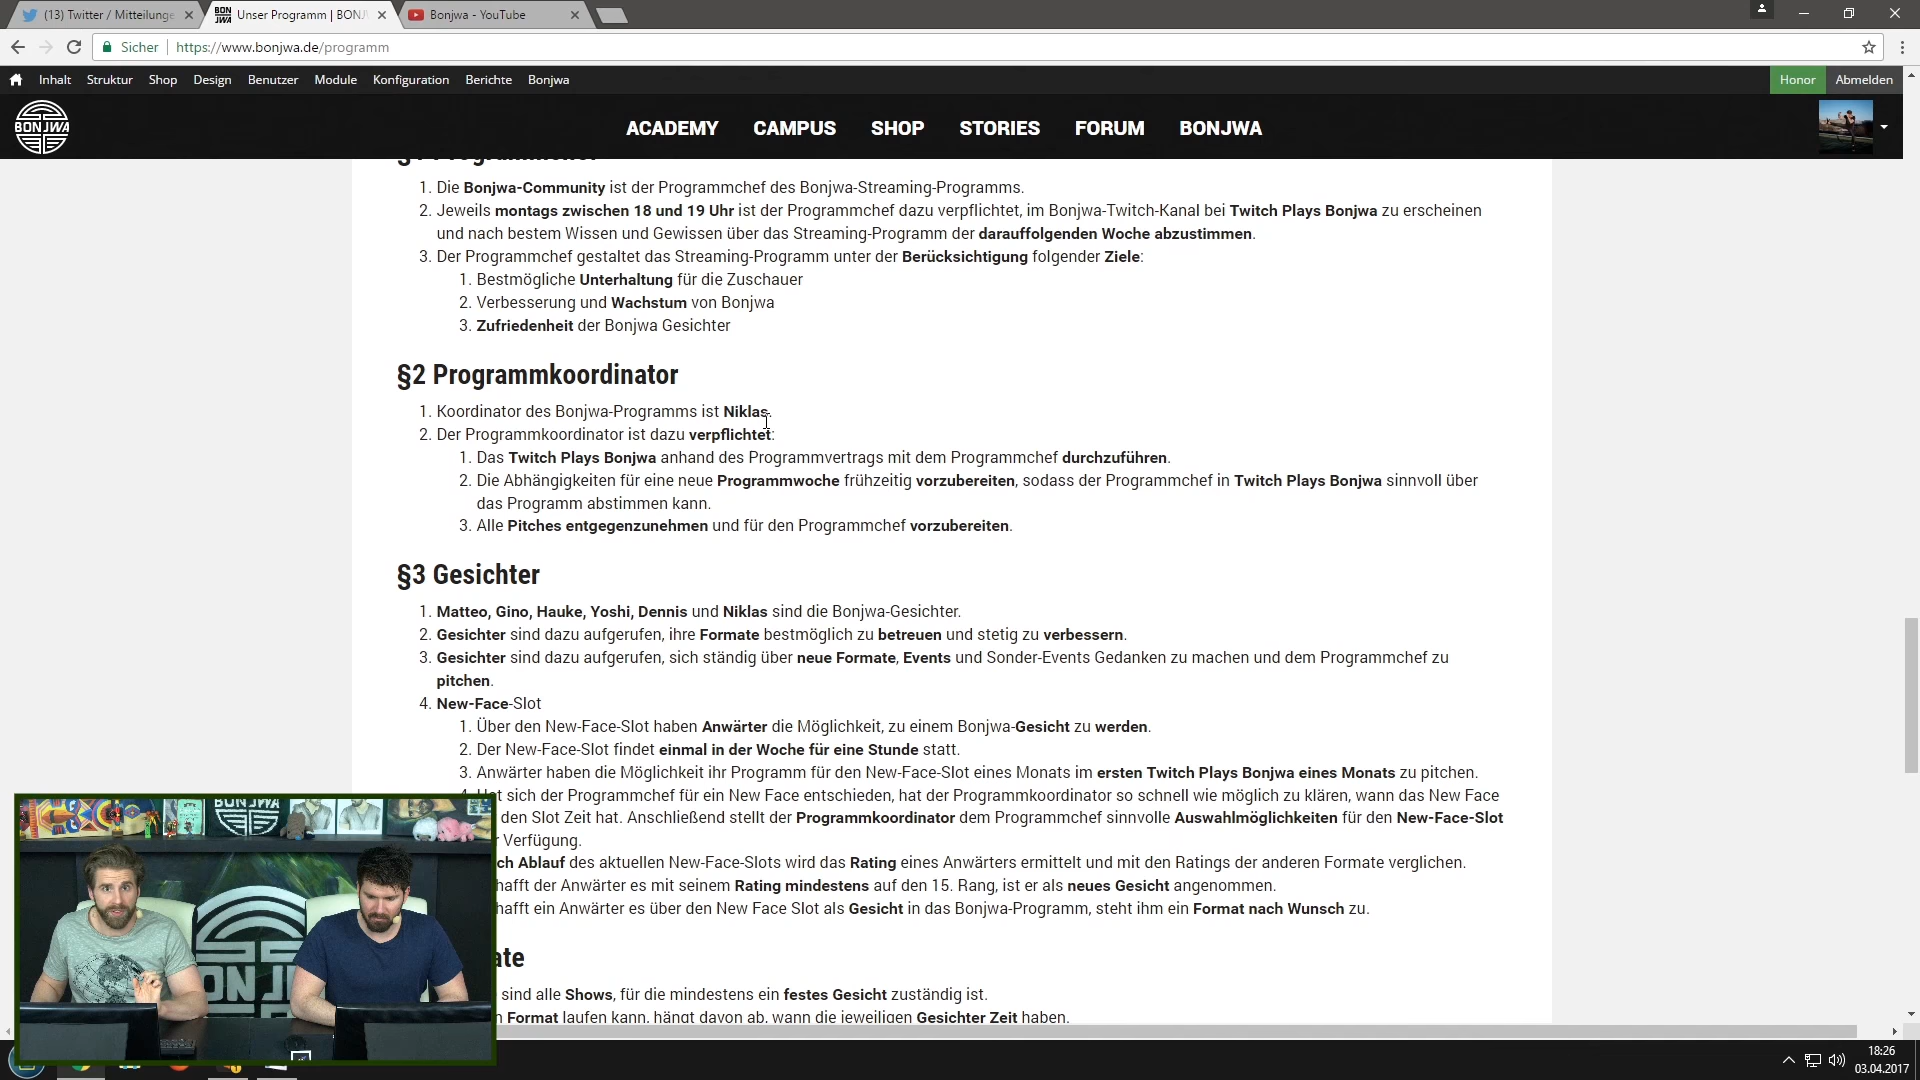 (13) Twitter / Mitteilunge
Unser Programm | BONJ
Bonjwa - YouTube
Sicher
https://www.bonjwa.de/programm
Inhalt Struktur Shop Design Benutzer Module Konfiguration Berichte Bonjwa
Honor Abmelden
BONJWA
ACADEMY CAMPUS SHOP STORIES FORUM BONJWA
1. Die Bonjwa-Community ist der Programmchef des Bonjwa-Streaming-Programms.
2. Jeweils montags zwischen 18 und 19 Uhr ist der Programmchef dazu verpflichtet, im Bonjwa-Twitch-Kanal bei Twitch Plays Bonjwa zu erscheinen
und nach bestem Wissen und Gewissen über das Streaming-Programm der darauffolgenden Woche abzustimmen.
3. Der Programmchef gestaltet das Streaming-Programm unter der Berücksichtigung folgender Ziele:
1. Bestmögliche Unterhaltung für die Zuschauer
2. Verbesserung und Wachstum von Bonjwa
3. Zufriedenheit der Bonjwa Gesichter
§2 Programmkoordinator
1. Koordinator des Bonjwa-Programms ist Niklas.
2. Der Programmkoordinator ist dazu verpflichtet:
1. Das Twitch Plays Bonjwa anhand des Programmvertrags mit dem Programmchef durchzuführen.
2. Die Abhängigkeiten für eine neue Programmwoche frühzeitig vorzubereiten, sodass der Programmchef in Twitch Plays Bonjwa sinnvoll über
das Programm abstimmen kann.
3. Alle Pitches entgegenzunehmen und für den Programmchef vorzubereiten.
§3 Gesichter
1. Matteo, Gino, Hauke, Yoshi, Dennis und Niklas sind die Bonjwa-Gesichter.
2. Gesichter sind dazu aufgerufen, ihre Formate bestmöglich zu betreuen und stetig zu verbessern.
3. Gesichter sind dazu aufgerufen, sich ständig über neue Formate, Events und Sonder-Events Gedanken zu machen und dem Programmchef zu
pitchen.
4. New-Face-Slot
1. Über den New-Face-Slot haben Anwärter die Möglichkeit, zu einem Bonjwa-Gesicht zu werden.
2. Der New-Face-Slot findet einmal in der Woche für eine Stunde statt.
3. Anwärter haben die Möglichkeit ihr Programm für den New-Face-Slot eines Monats im ersten Twitch Plays Bonjwa eines Monats zu pitchen.
4. Hat sich der Programmchef für ein New Face entschieden, hat der Programmkoordinator so schnell wie möglich zu klären, wann das New Face
den Slot Zeit hat. Anschließend stellt der Programmkoordinator dem Programmchef sinnvolle Auswahlmöglichkeiten für den New-Face-Slot
r Verfügung.
ch Ablauf des aktuellen New-Face-Slots wird das Rating eines Anwärters ermittelt und mit den Ratings der anderen Formate verglichen.
hafft der Anwärter es mit seinem Rating mindestens auf den 15. Rang, ist er als neues Gesicht angenommen.
hafft ein Anwärter es über den New Face Slot als Gesicht in das Bonjwa-Programm, steht ihm ein Format nach Wunsch zu.
ate
sind alle Shows, für die mindestens ein festes Gesicht zuständig ist.
n Format laufen kann, hängt davon ab, wann die jeweiligen Gesichter Zeit haben.
BONJWA
BON J
18:26
03.04.2017